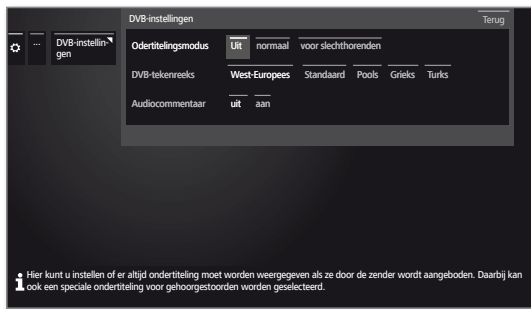 DVB-instellingen
Terug
...
DVB-instellin-
gen
Odertitelingsmodus Uit normaal voor slechthorenden
DVB-tekenreeks West-Europees Standaard Pools Grieks Turks
Audiocommentaar uit aan
Hier kunt u instellen of er altijd ondertiteling moet worden weergegeven als ze door de zender wordt aangeboden. Daarbij kan
ook een speciale ondertiteling voor gehoorgestoorden worden geselecteerd.